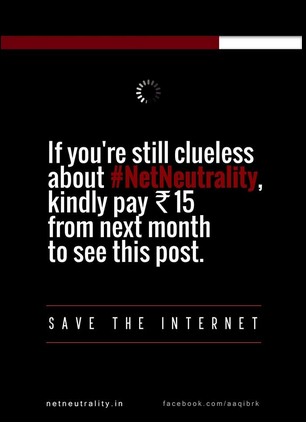 If you're still clueless
about #NetNeutrality,
kindly pay ₹ 15
from next month
to see this post.
SAVE THE INTERNET
netneutrality.in
facebook.com/aaqibrk